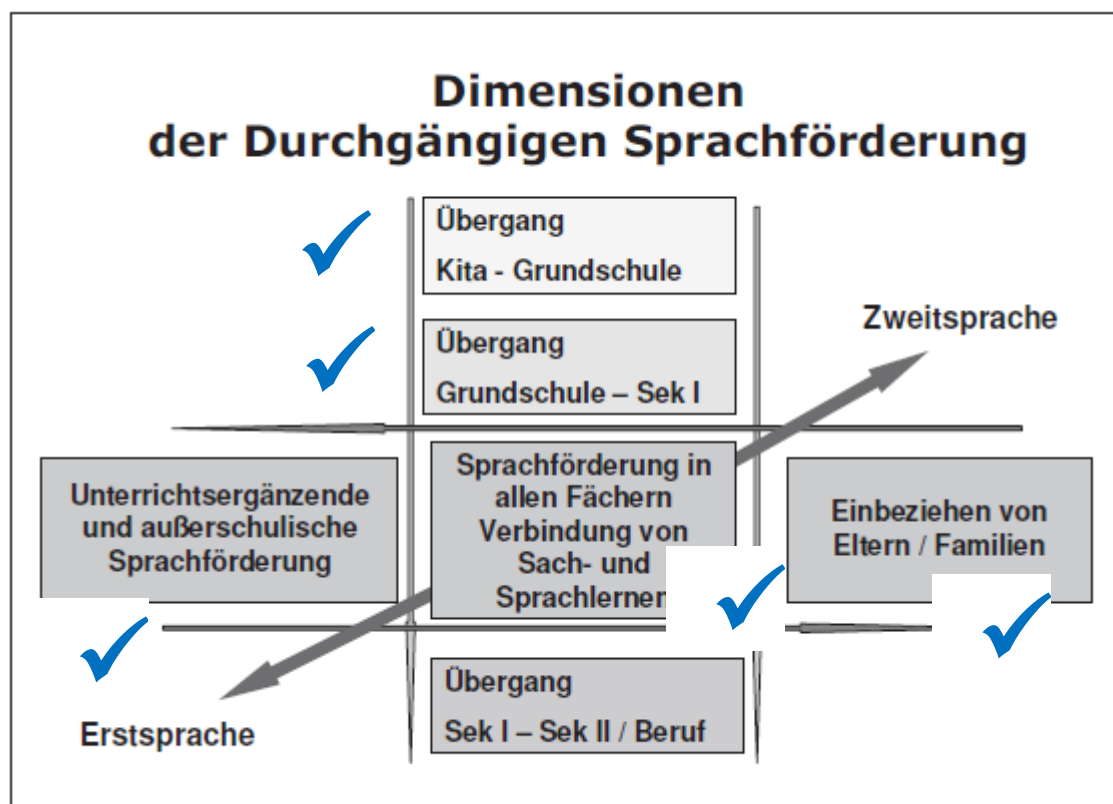 Dimensionen
der Durchgängigen Sprachförderung
Übergang
Kita - Grundschule
Zweitsprache
Übergang
Grundschule – Sek I
Unterrichtsergänzende
und außerschulische
Sprachförderung
Sprachförderung in
allen Fächern
Verbindung von
Sach- und
Sprachlernen
Einbeziehen von
Eltern / Familien
Erstsprache
Übergang
Sek I – Sek II / Beruf